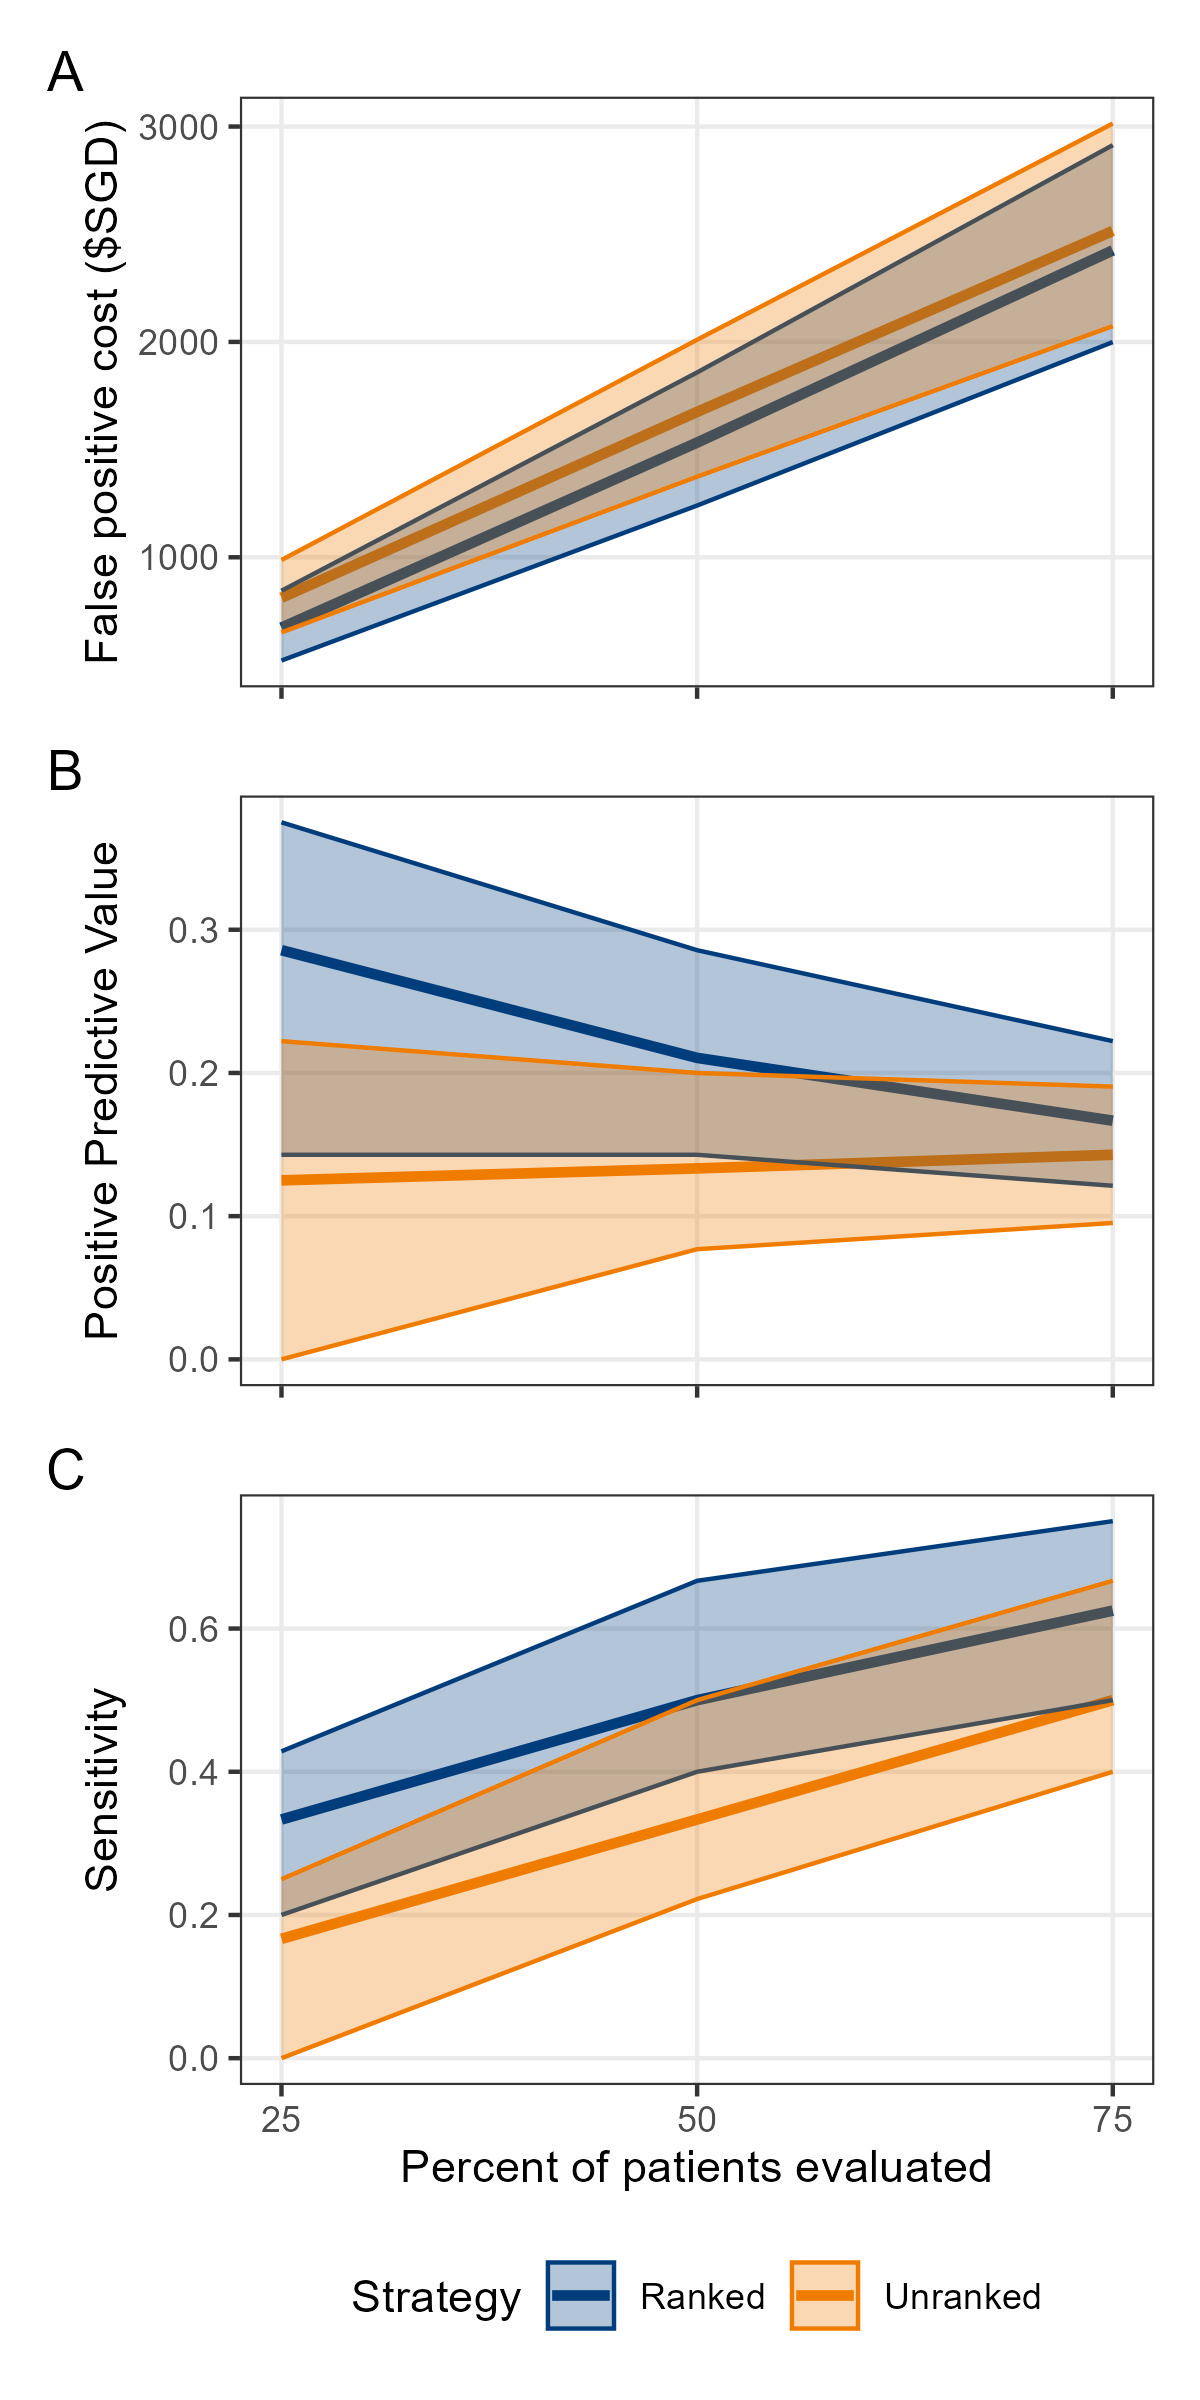 A
False positive cost ($SGD)
3000
2000
1000
B
Positive Predictive Value
0.3
0.2
0.1
0.0
C
Sensitivity
0.6
0.4
0.2
0.0
25 50 75
Percent of patients evaluated
Strategy Ranked Unranked